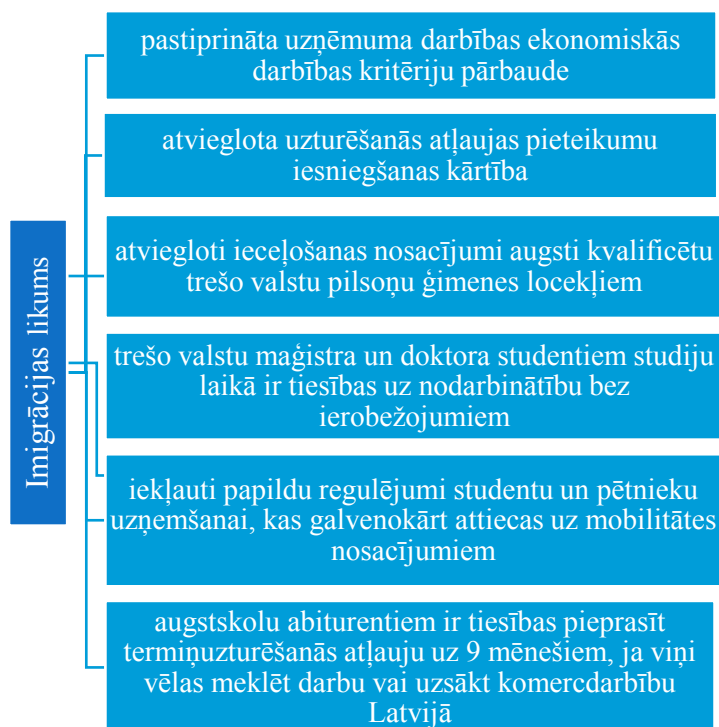 Imigrācijas likums
pastiprināta uzņēmuma darbības ekonomiskās
darbības kritēriju pārbaude
atvieglota uzturēšanās atļaujas pieteikumu
iesniegšanas kārtība
atviegloti ieceļošanas nosacījumi augsti kvalificētu
trešo valstu pilsoņu ģimenes locekļiem
trešo valstu maģistra un doktora studentiem studiju
laikā ir tiesības uz nodarbinātību bez
ierobežojumiem
iekļauti papildu regulējumi studentu un pētnieku
uzņemšanai, kas galvenokārt attiecas uz mobilitātes
nosacījumiem
augstskolu abiturentiem ir tiesības pieprasīt
termiņuzturēšanās atļauju uz 9 mēnešiem, ja viņi
vēlas meklēt darbu vai uzsākt komercdarbību
Latvijā